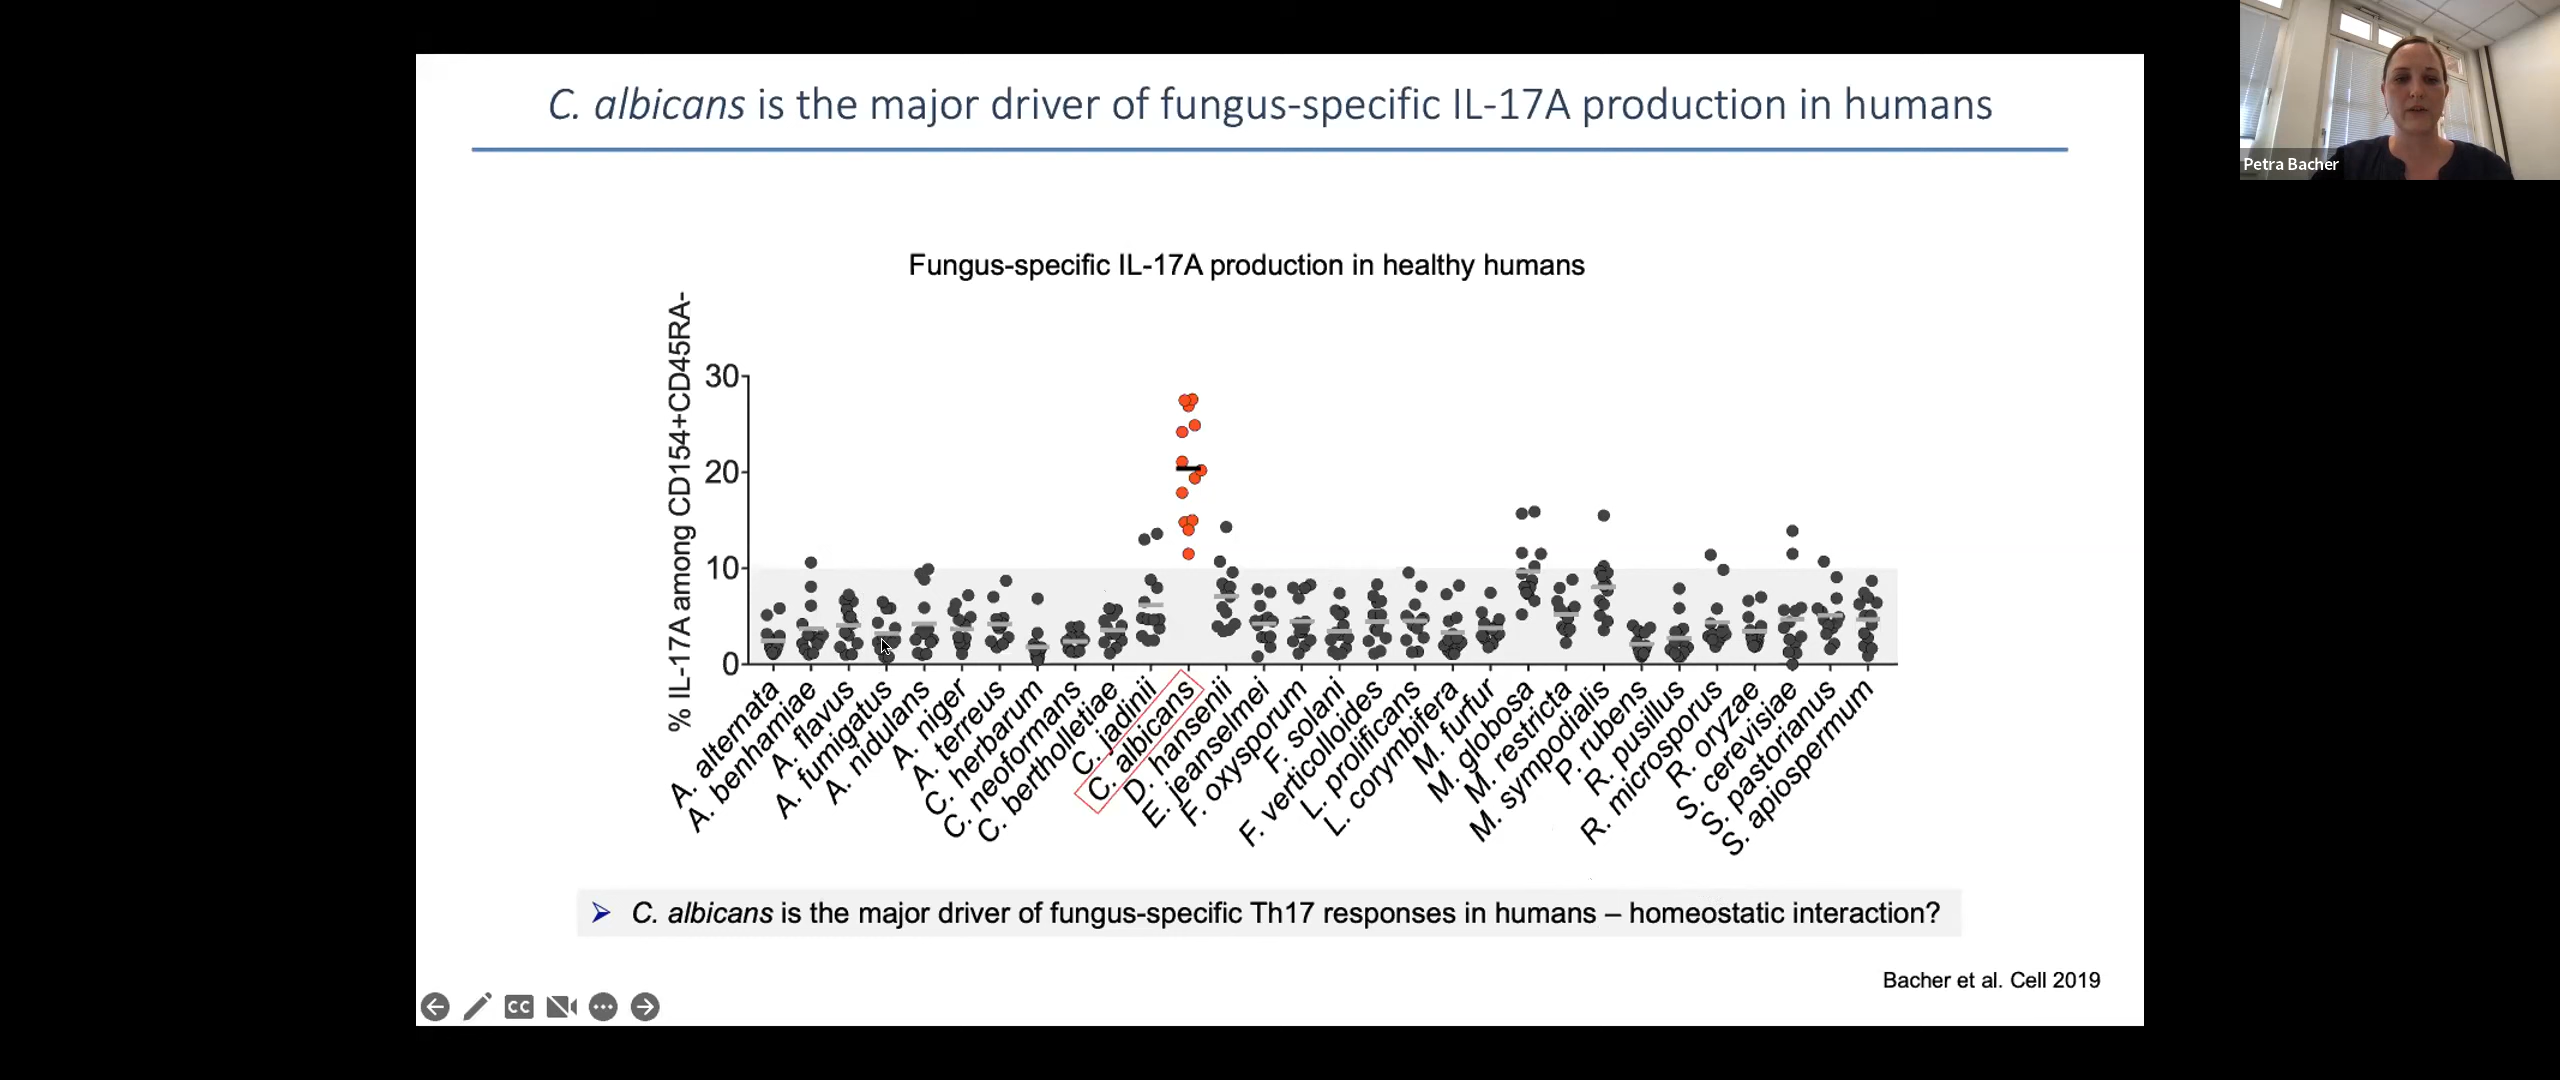 C. albicans is the major driver of fungus-specific IL-17A production in humans
Petra Bacher
Fungus-specific IL-17A production in healthy humans
% IL-17A among CD154+CD45RA-
30
20
10
0
A. alternata
A. benhamiae
A. flavus
A. fumigatus
A. nidulans
A. niger
A. terreus
C. herbarum
C. neoformans
C. bertholletiae
C. jadinii
C. albicans
D. hansenii
E. jeanselmei
F. oxysporum
F. solani
F. verticolloides
L. prolificans
L. corymbifera
M. furfur
M. globosa
M. restricta
M. sympodialis
P. rubens
R. pusillus
R. microsporus
R. oryzae
S. cerevisiae
S. pastorianus
S. apiospermum
➢ C. albicans is the major driver of fungus-specific Th17 responses in humans – homeostatic interaction?
Bacher et al. Cell 2019
CC